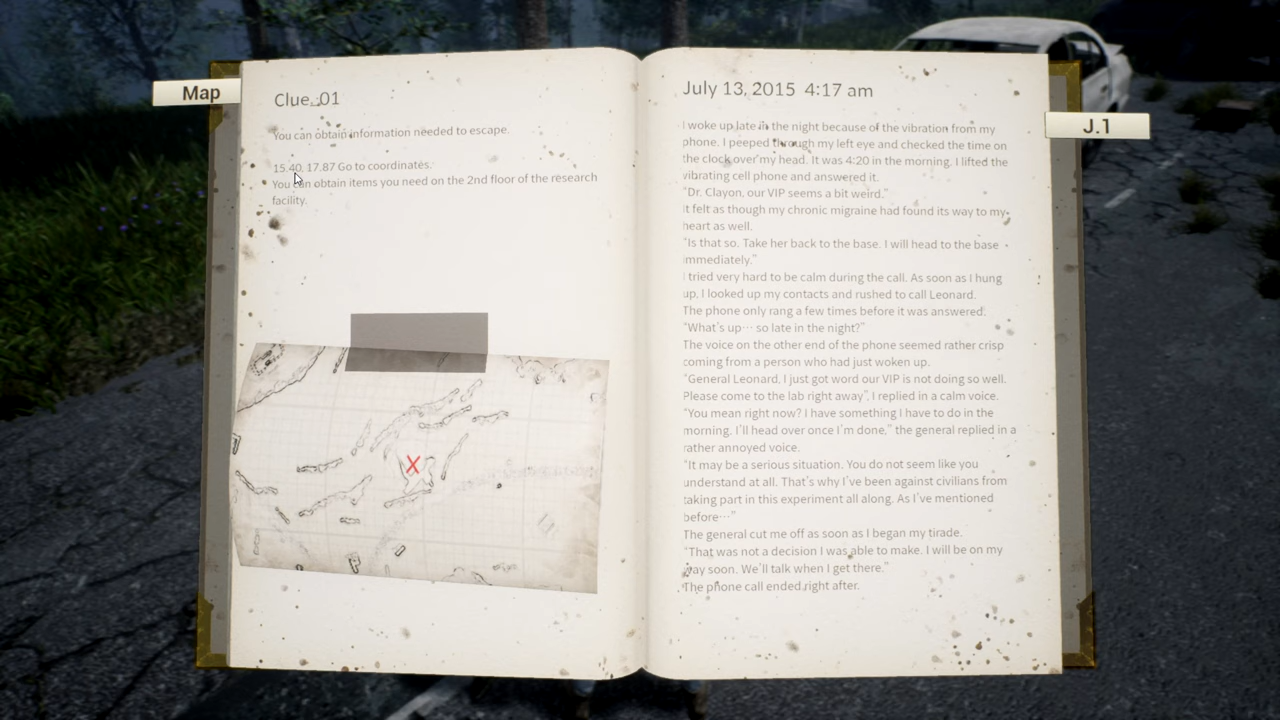 Map
Clue_01
You can obtain information needed to escape.
15.40, 17.87 Go to coordinates.
You can obtain items you need on the 2nd floor of the research
facility.
July 13, 2015 4:17 am
J.1
I woke up late in the night because of the vibration from my
phone. I peeped through my left eye and checked the time on
the clock over my head. It was 4:20 in the morning. I lifted the
vibrating cell phone and answered it.
"Dr. Clayon, our VIP seems a bit weird."
It felt as though my chronic migraine had found its way to my
heart as well.
"Is that so. Take her back to the base. I will head to the base
immediately."
I tried very hard to be calm during the call. As soon as I hung
up, I looked up my contacts and rushed to call Leonard.
The phone only rang a few times before it was answered.
"What's up… so late in the night?"
The voice on the other end of the phone seemed rather crisp
coming from a person who had just woken up.
"General Leonard, I just got word our VIP is not doing so well.
Please come to the lab right away", I replied in a calm voice.
"You mean right now? I have something I have to do in the
morning. I'll head over once I'm done," the general replied in a
rather annoyed voice.
"It may be a serious situation. You do not seem like you
understand at all. That's why I've been against civilians from
taking part in this experiment all along. As I've mentioned
before…"
The general cut me off as soon as I began my tirade.
"That was not a decision I was able to make. I will be on my
way soon. We'll talk when I get there."
The phone call ended right after.